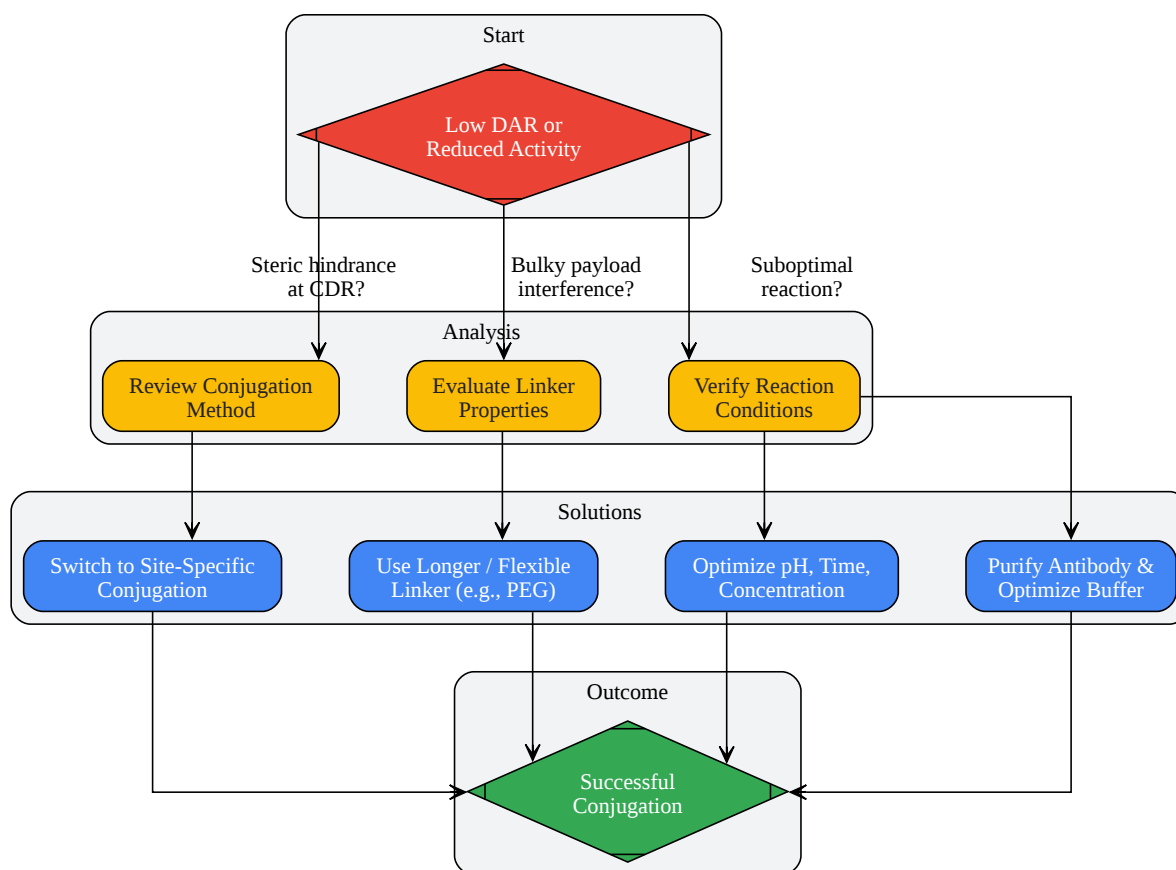 Start
Low DAR or
Reduced Activity
Steric hindrance
at CDR?
Bulky payload
interference?
Suboptimal
reaction?
Analysis
Review Conjugation
Method
Evaluate Linker
Properties
Verify Reaction
Conditions
Solutions
Switch to Site-Specific
Conjugation
Use Longer / Flexible
Linker (e.g., PEG)
Optimize pH, Time,
Concentration
Purify Antibody &
Optimize Buffer
Outcome
Successful
Conjugation